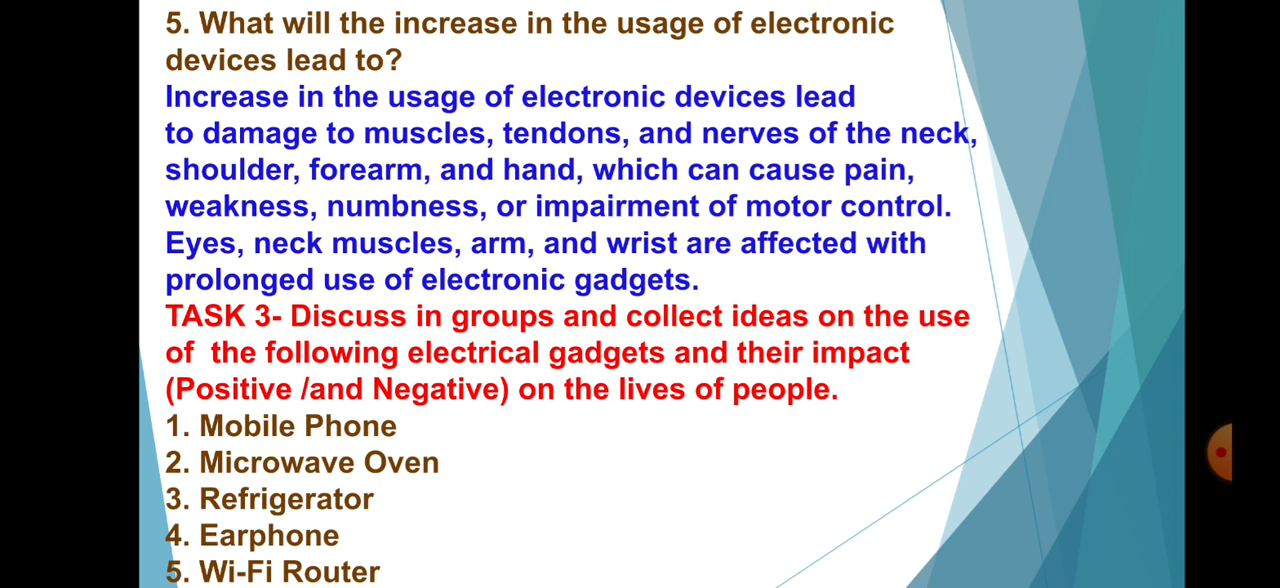 5. What will the increase in the usage of electronic
devices lead to?
Increase in the usage of electronic devices lead
to damage to muscles, tendons, and nerves of the neck,
shoulder, forearm, and hand, which can cause pain,
weakness, numbness, or impairment of motor control.
Eyes, neck muscles, arm, and wrist are affected with
prolonged use of electronic gadgets.
TASK 3- Discuss in groups and collect ideas on the use
of  the following electrical gadgets and their impact
(Positive /and Negative) on the lives of people.
1. Mobile Phone
2. Microwave Oven
3. Refrigerator
4. Earphone
5. Wi-Fi Router